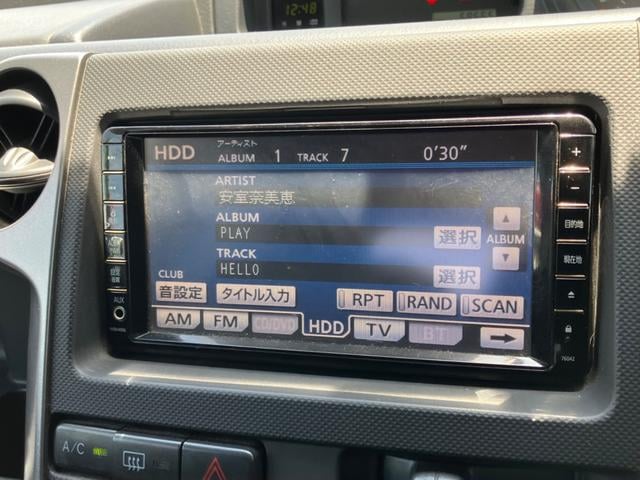 12:48
HDD アーティスト
ALBUM 1 TRACK 7 0'30"
ARTIST
安室奈美恵
ALBUM
PLAY 選択 ALBUM
TRACK
HELLO 選択
CLUB
音設定 タイトル入力 RPT RAND SCAN
AM FM CD/DVD HDD TV BT
+
-
目的地
現在地
AUX
76042
A/C